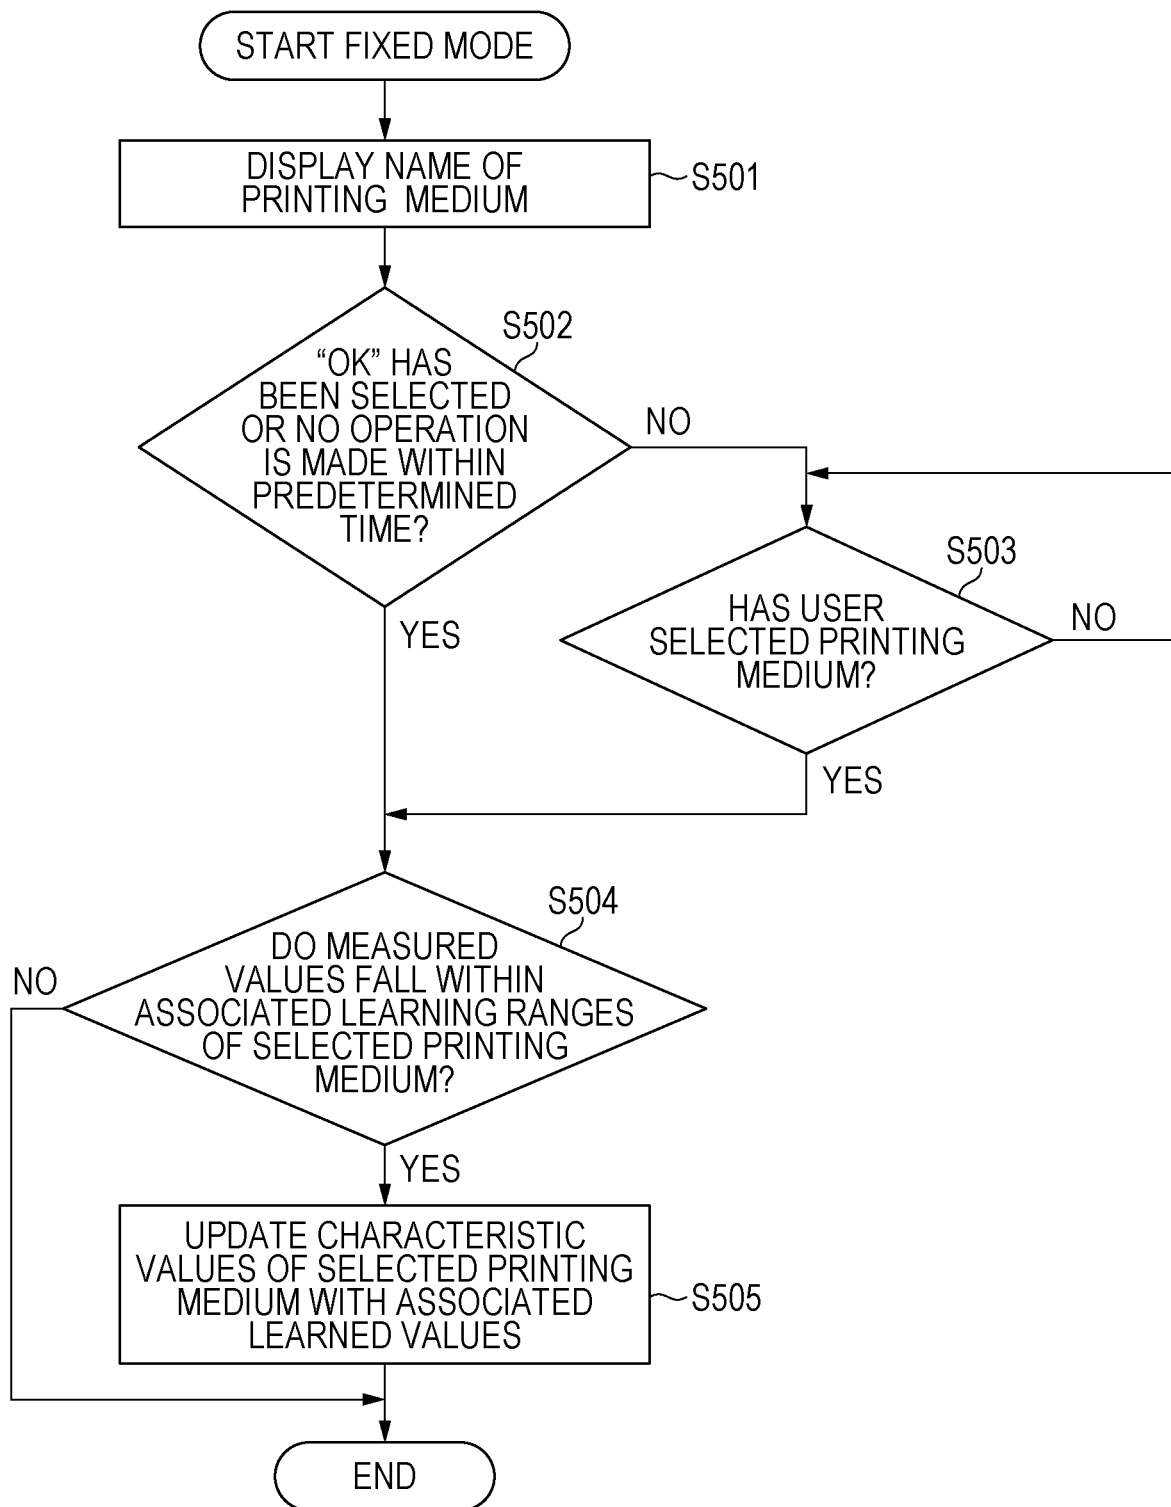 START FIXED MODE
DISPLAY NAME OF
PRINTING MEDIUM
S501
S502
“OK” HAS
BEEN SELECTED
OR NO OPERATION
IS MADE WITHIN
PREDETERMINED
TIME?
NO
YES
S503
HAS USER
SELECTED PRINTING
MEDIUM?
NO
YES
S504
DO MEASURED
VALUES FALL WITHIN
ASSOCIATED LEARNING RANGES
OF SELECTED PRINTING
MEDIUM?
NO
YES
UPDATE CHARACTERISTIC
VALUES OF SELECTED PRINTING
MEDIUM WITH ASSOCIATED
LEARNED VALUES
S505
END